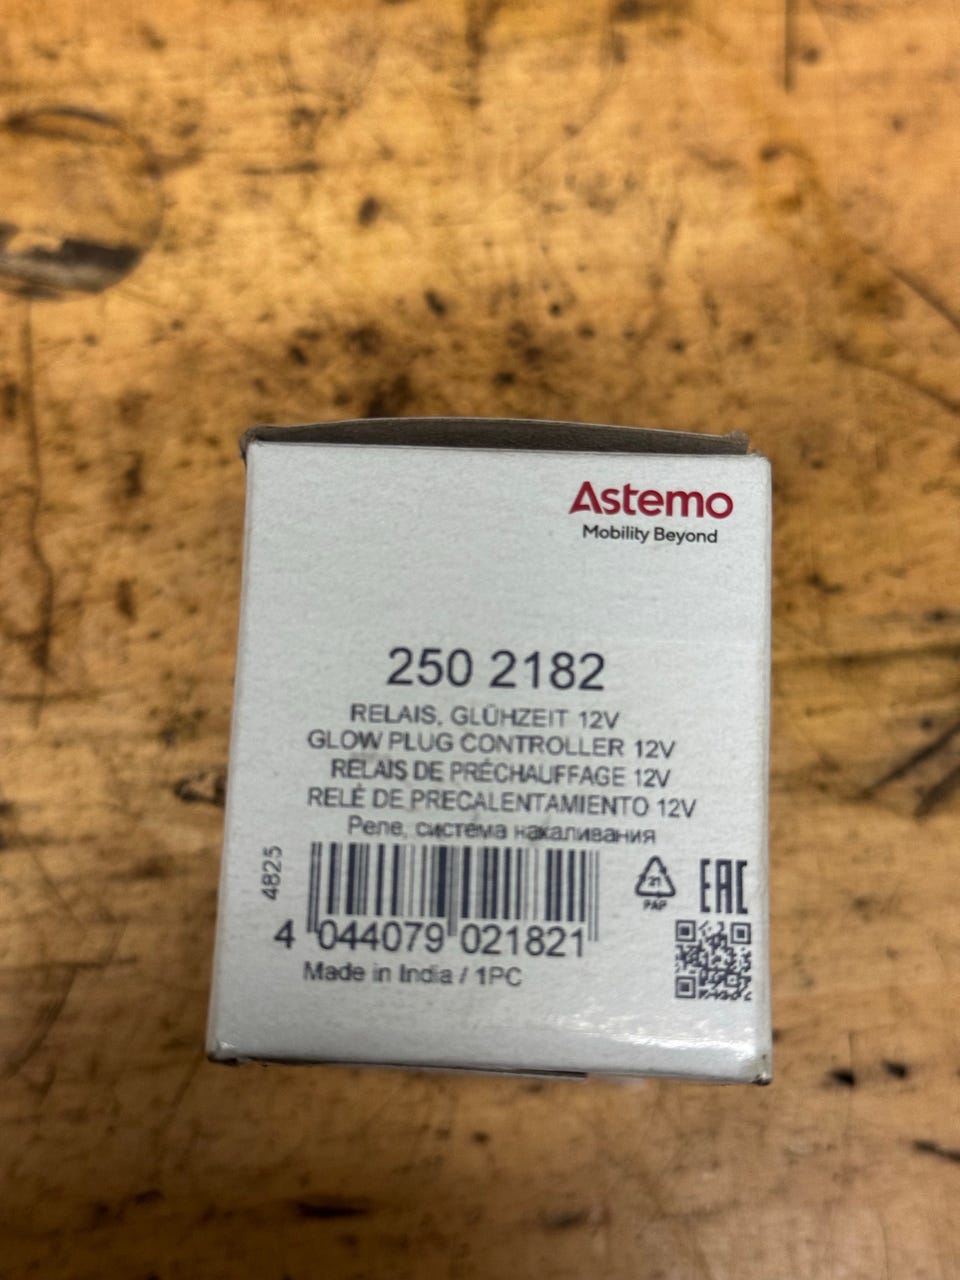 Astemo
Mobility Beyond
250 2182
RELAIS, GLÜHZEIT 12V
GLOW PLUG CONTROLLER 12V
RELAIS DE PRÉCHAUFFAGE 12V
RELÉ DE PRECALENTAMIENTO 12V
Реле, система накаливания
4825
21
PAP
EAC
4 044079 021821
Made in India / 1PC